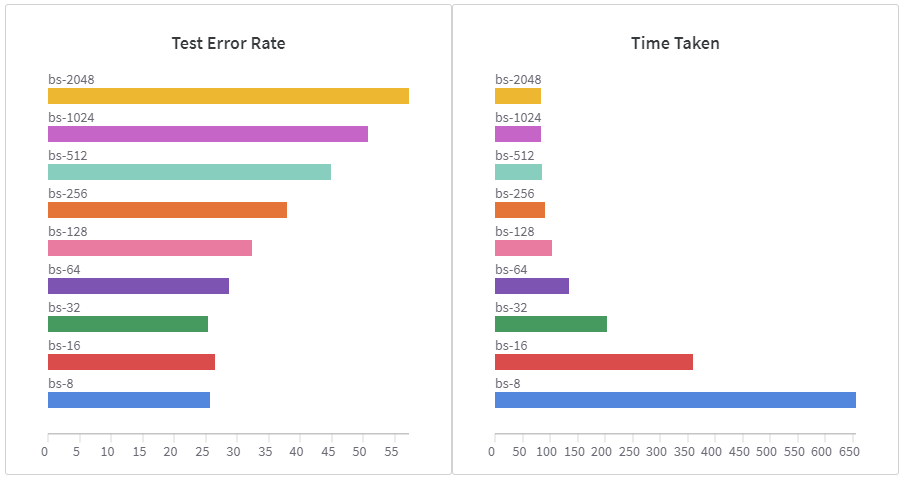 Test Error Rate
bs-2048
bs-1024
bs-512
bs-256
bs-128
bs-64
bs-32
bs-16
bs-8
0 5 10 15 20 25 30 35 40 45 50 55
Time Taken
bs-2048
bs-1024
bs-512
bs-256
bs-128
bs-64
bs-32
bs-16
bs-8
0 50 100 150 200 250 300 350 400 450 500 550 600 650